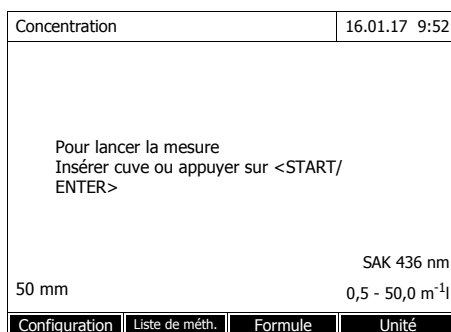 Concentration 16.01.17 9:52
Pour lancer la mesure
Insérer cuve ou appuyer sur <START/
ENTER>
SAK 436 nm
50 mm 0,5 - 50,0 m⁻¹l
Configuration Liste de méth. Formule Unité